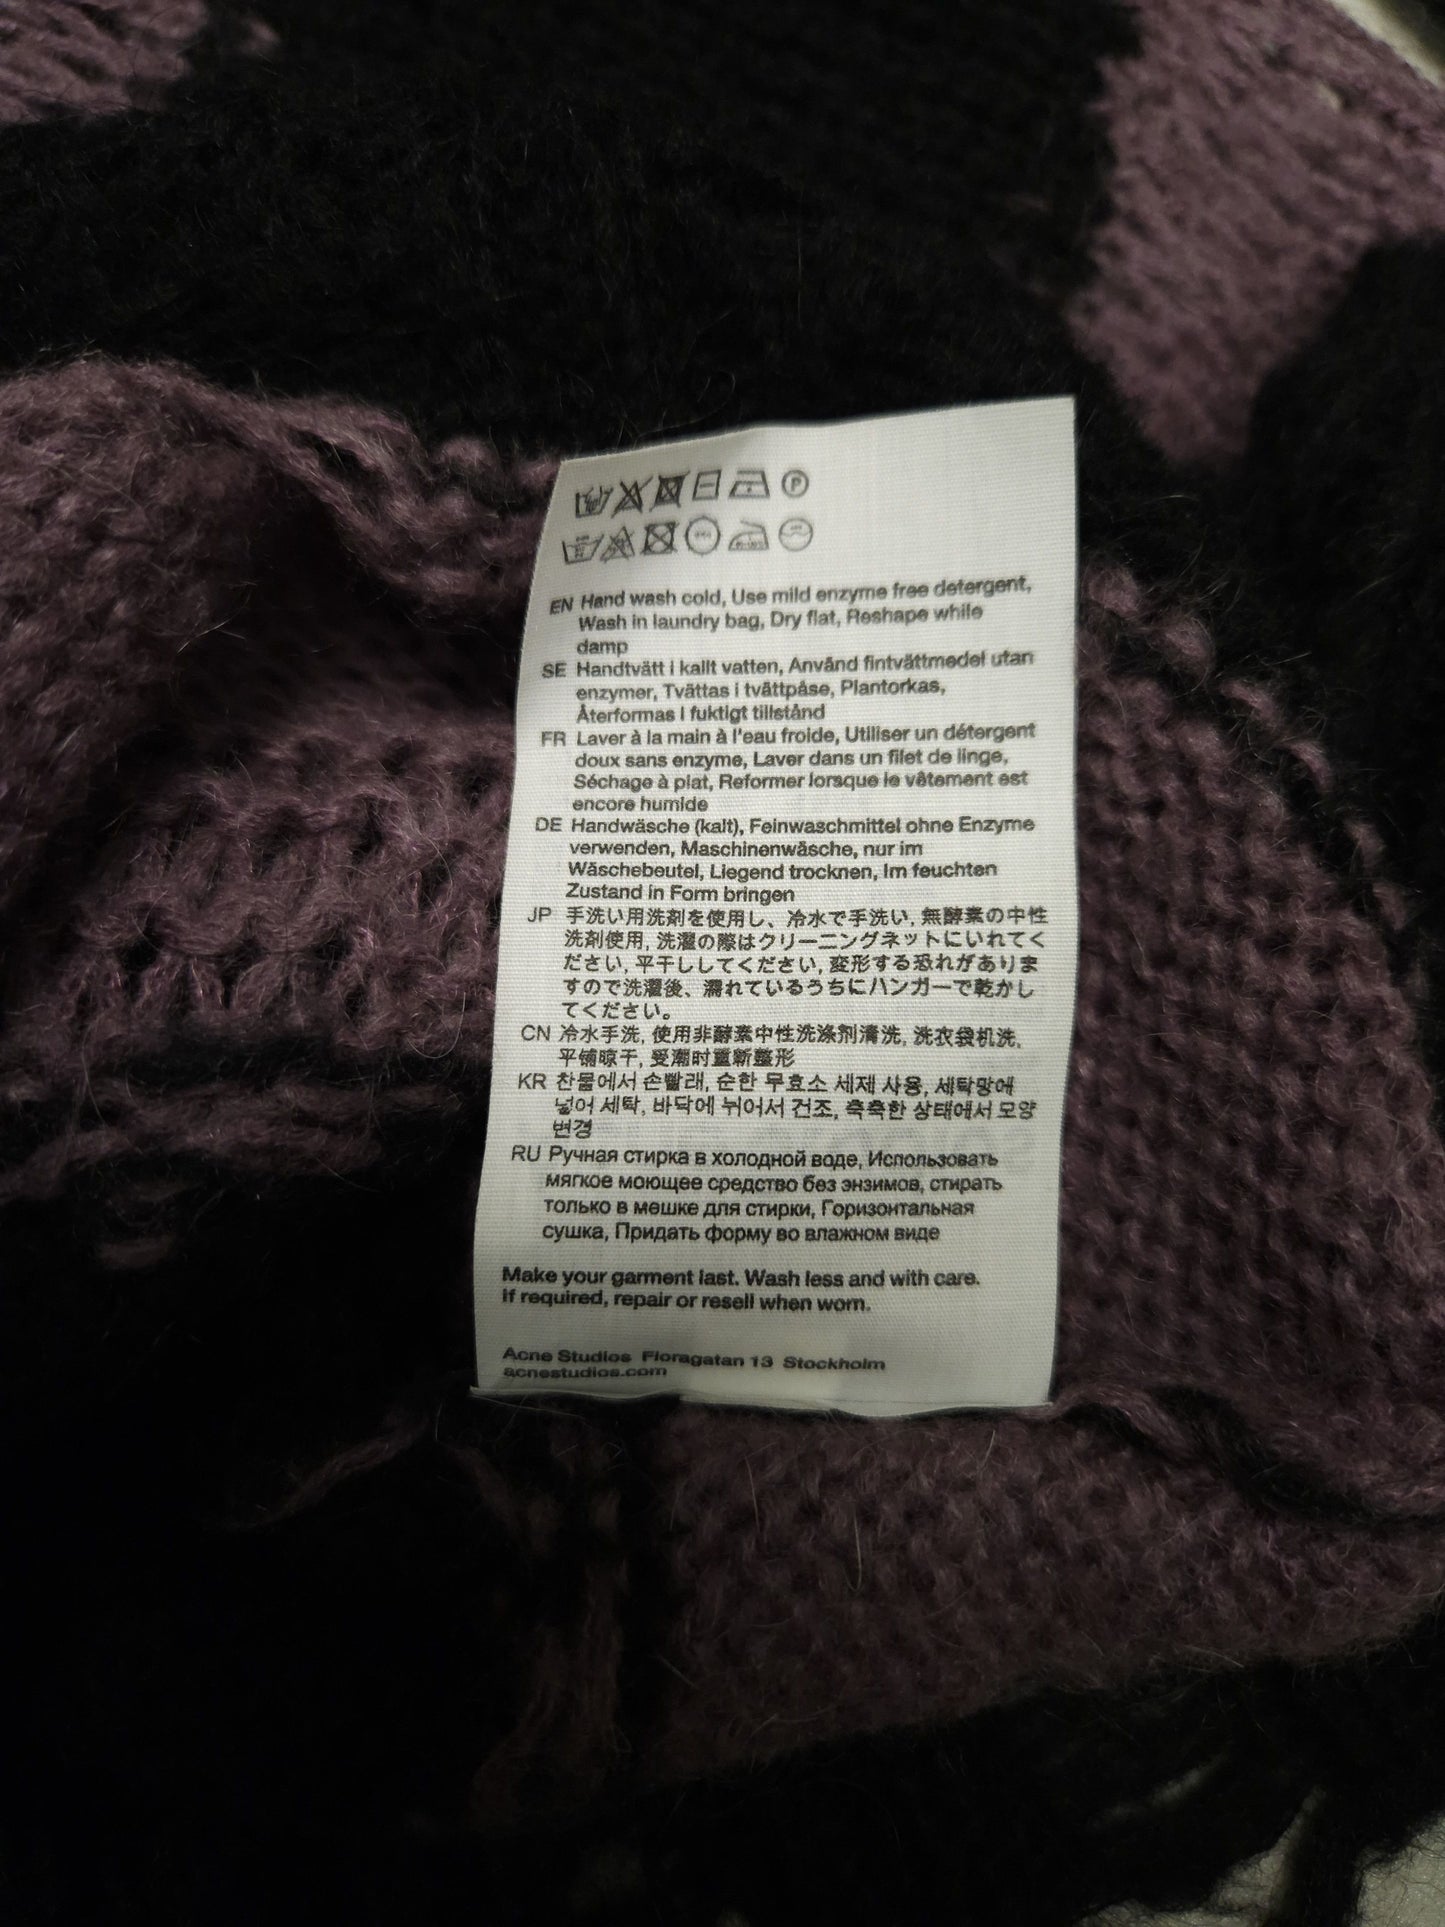 EN Hand wash cold, Use mild enzyme free detergent,
Wash in laundry bag, Dry flat, Reshape while
damp
SE Handtvätt i kallt vatten, Använd fintvättmedel utan
enzymer, Tvättas i tvättpåse, Plantorkas,
Återformas i fuktigt tillstånd
FR Laver à la main à l'eau froide, Utiliser un détergent
doux sans enzyme, Laver dans un filet de linge,
Séchage à plat, Reformer lorsque le vêtement est
encore humide
DE Handwäsche (kalt), Feinwaschmittel ohne Enzyme
verwenden, Maschinenwäsche, nur im
Wäschebeutel, Liegend trocknen, Im feuchten
Zustand in Form bringen
JP 手洗い用洗剤を使用し、冷水で手洗い, 無酵素の中性
洗剤使用, 洗濯の際はクリーニングネットにいれてく
ださい, 平干ししてください, 変形する恐れがありま
すので洗濯後、濡れているうちにハンガーで乾かし
てください。
CN 冷水手洗, 使用非酵素中性洗涤剂清洗, 洗衣袋机洗,
平铺晾干, 受潮时重新整形
KR 찬물에서 손빨래, 순한 무효소 세제 사용, 세탁망에
넣어 세탁, 바닥에 뉘어서 건조, 축축한 상태에서 모양
변경
RU Ручная стирка в холодной воде, Использовать
мягкое моющее средство без энзимов, стирать
только в мешке для стирки, Горизонтальная
сушка, Придать форму во влажном виде
Make your garment last. Wash less and with care.
If required, repair or resell when worn.
Acne Studios Floragatan 13 Stockholm
acnestudios.com